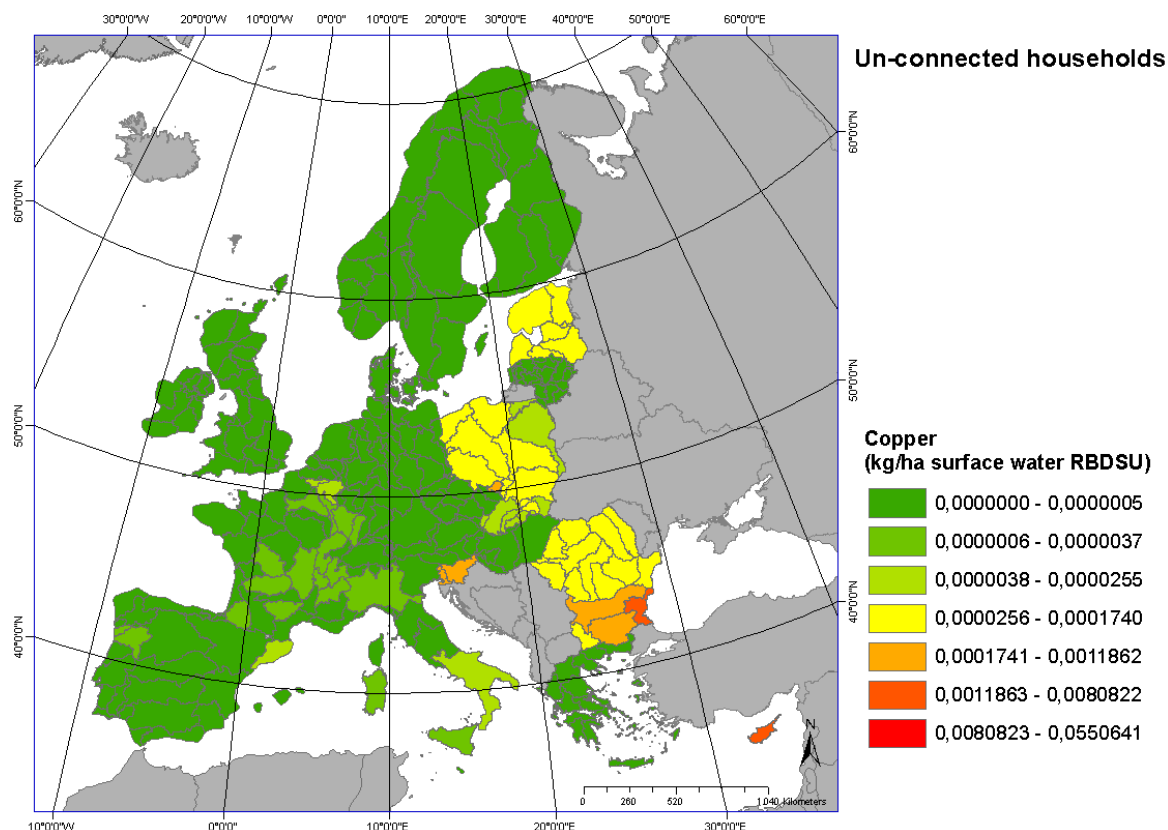 30°0'0"W 20°0'0"W 10°0'0"W 0°0'0" 10°0'0"E 20°0'0"E 30°0'0"E 40°0'0"E 50°0'0"E 60°0'0"E
Un-connected households
60°0'0"N
60°0'0"N
50°0'0"N
50°0'0"N
40°0'0"N
40°0'0"N
Copper
(kg/ha surface water RBDSU)
0,0000000 - 0,0000005
0,0000006 - 0,0000037
0,0000038 - 0,0000255
0,0000256 - 0,0001740
0,0001741 - 0,0011862
0,0011863 - 0,0080822
0,0080823 - 0,0550641
N
0 260 520 1 040 Kilometers
10°0'0"W 0°0'0" 10°0'0"E 20°0'0"E 30°0'0"E